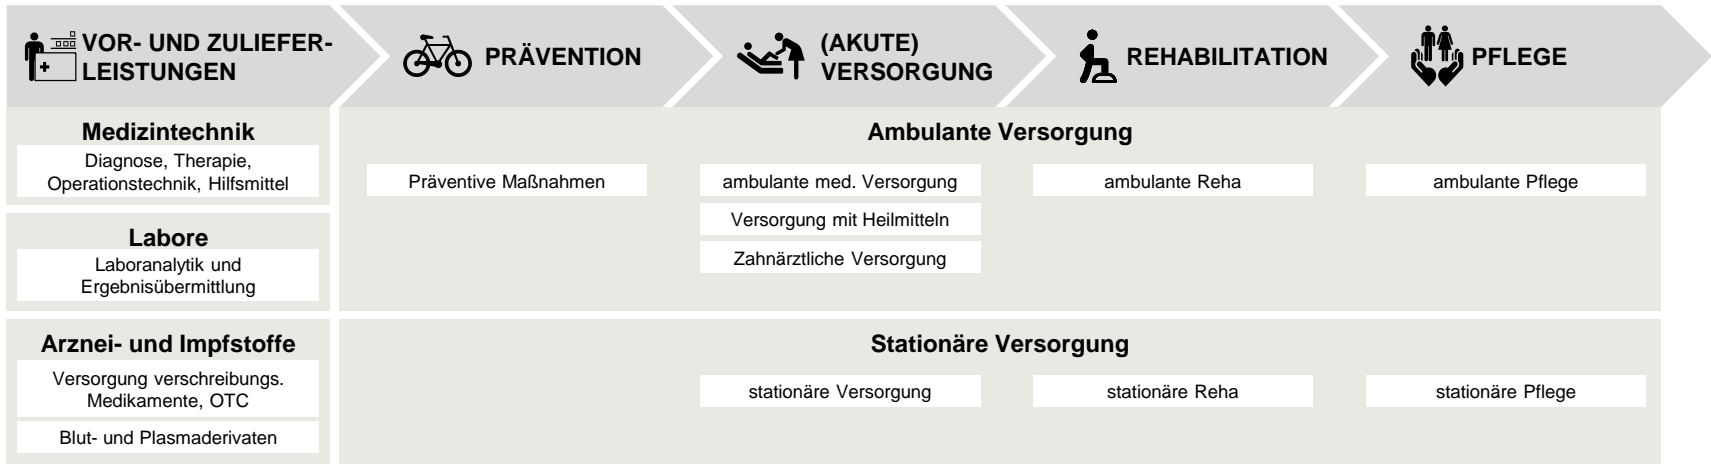 VOR- UND ZULIEFER-
LEISTUNGEN
PRÄVENTION
(AKUTE)
VERSORGUNG
REHABILITATION
PFLEGE
Medizintechnik
Diagnose, Therapie,
Operationstechnik, Hilfsmittel
Labore
Laboranalytik und
Ergebnisübermittlung
Arznei- und Impfstoffe
Versorgung verschreibungs.
Medikamente, OTC
Blut- und Plasmaderivaten
Ambulante Versorgung
Präventive Maßnahmen
ambulante med. Versorgung
Versorgung mit Heilmitteln
Zahnärztliche Versorgung
ambulante Reha
ambulante Pflege
Stationäre Versorgung
stationäre Versorgung
stationäre Reha
stationäre Pflege